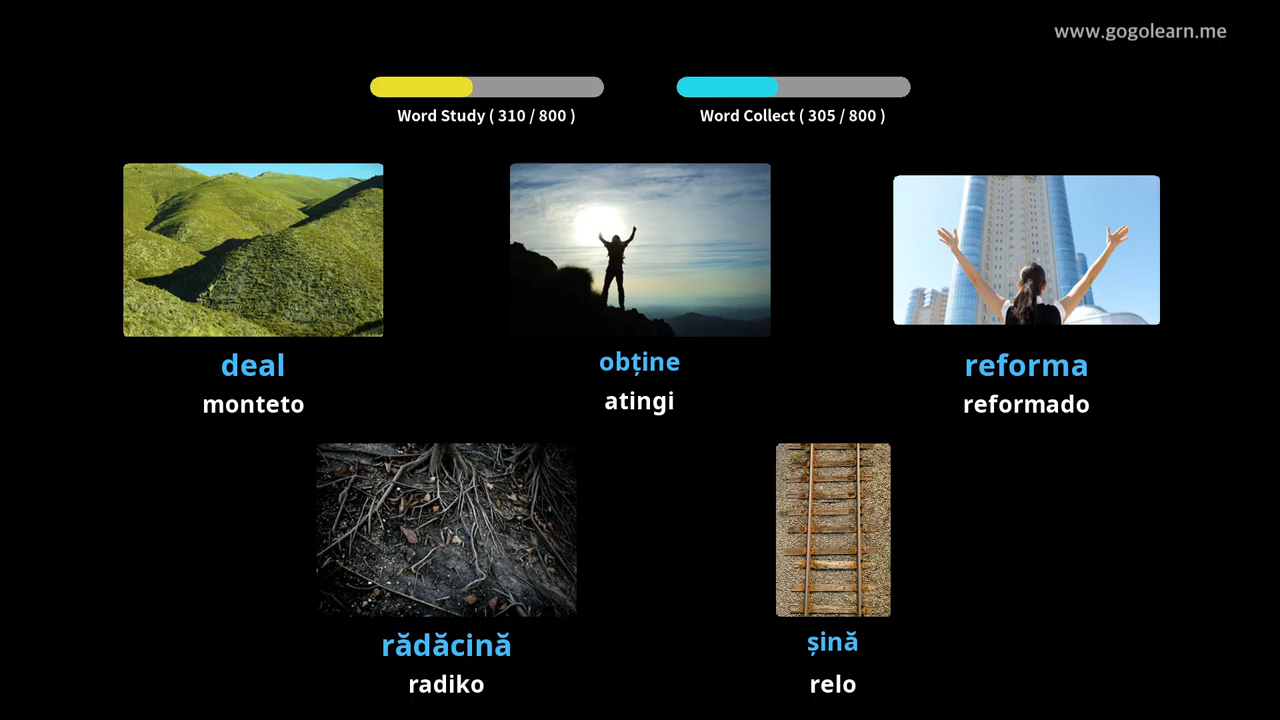 www.gogolearn.me
Word Study ( 310 / 800 )
Word Collect ( 305 / 800 )
deal
monteto
obține
atingi
reforma
reformado
rădăcină
radiko
șină
relo